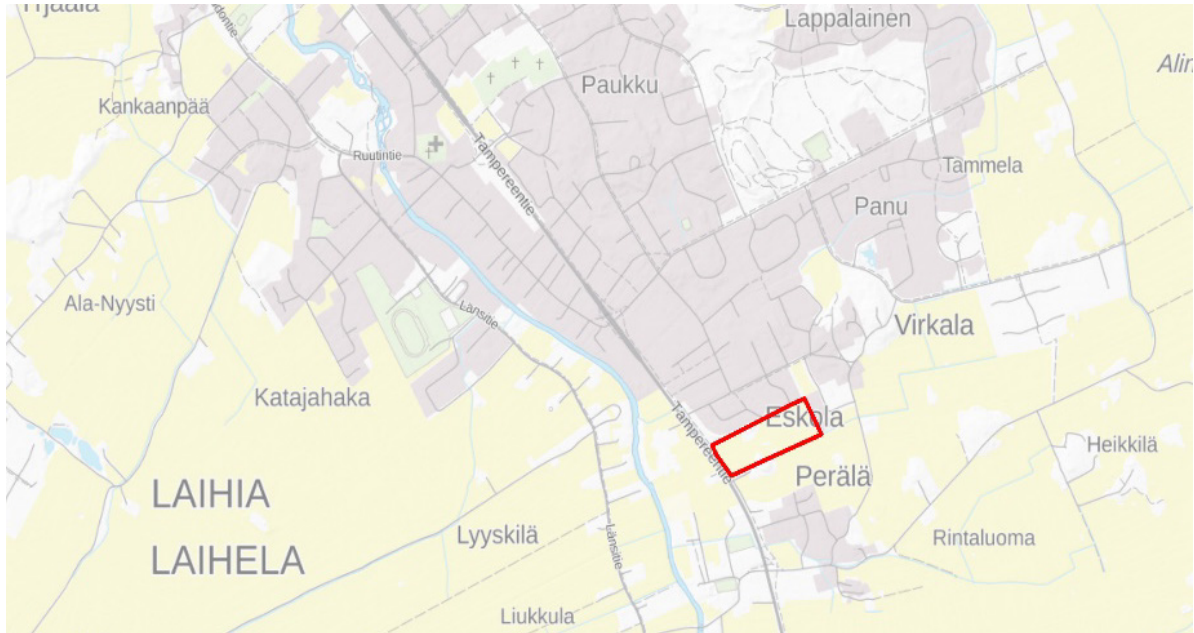 Lappalainen
Alin
Paukku
Kankaanpää
Ruutintie
Tampereentie
Tammela
Panu
Ala-Nyysti
Länsitie
Virkala
Katajahaka
Tampereentie
Eskola
Heikkilä
Perälä
LAIHIA
Lyyskilä
Länsitie
Rintaluoma
LAIHELA
Liukkula